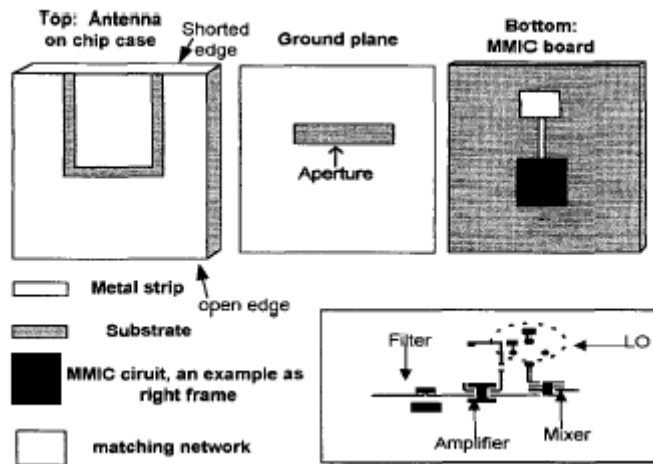 Top: Antenna
on chip case
Shorted
edge
Ground plane
Bottom:
MMIC board
Aperture
open edge
Metal strip
Substrate
MMIC ciruit, an example as
right frame
matching network
Filter
LO
Amplifier
Mixer